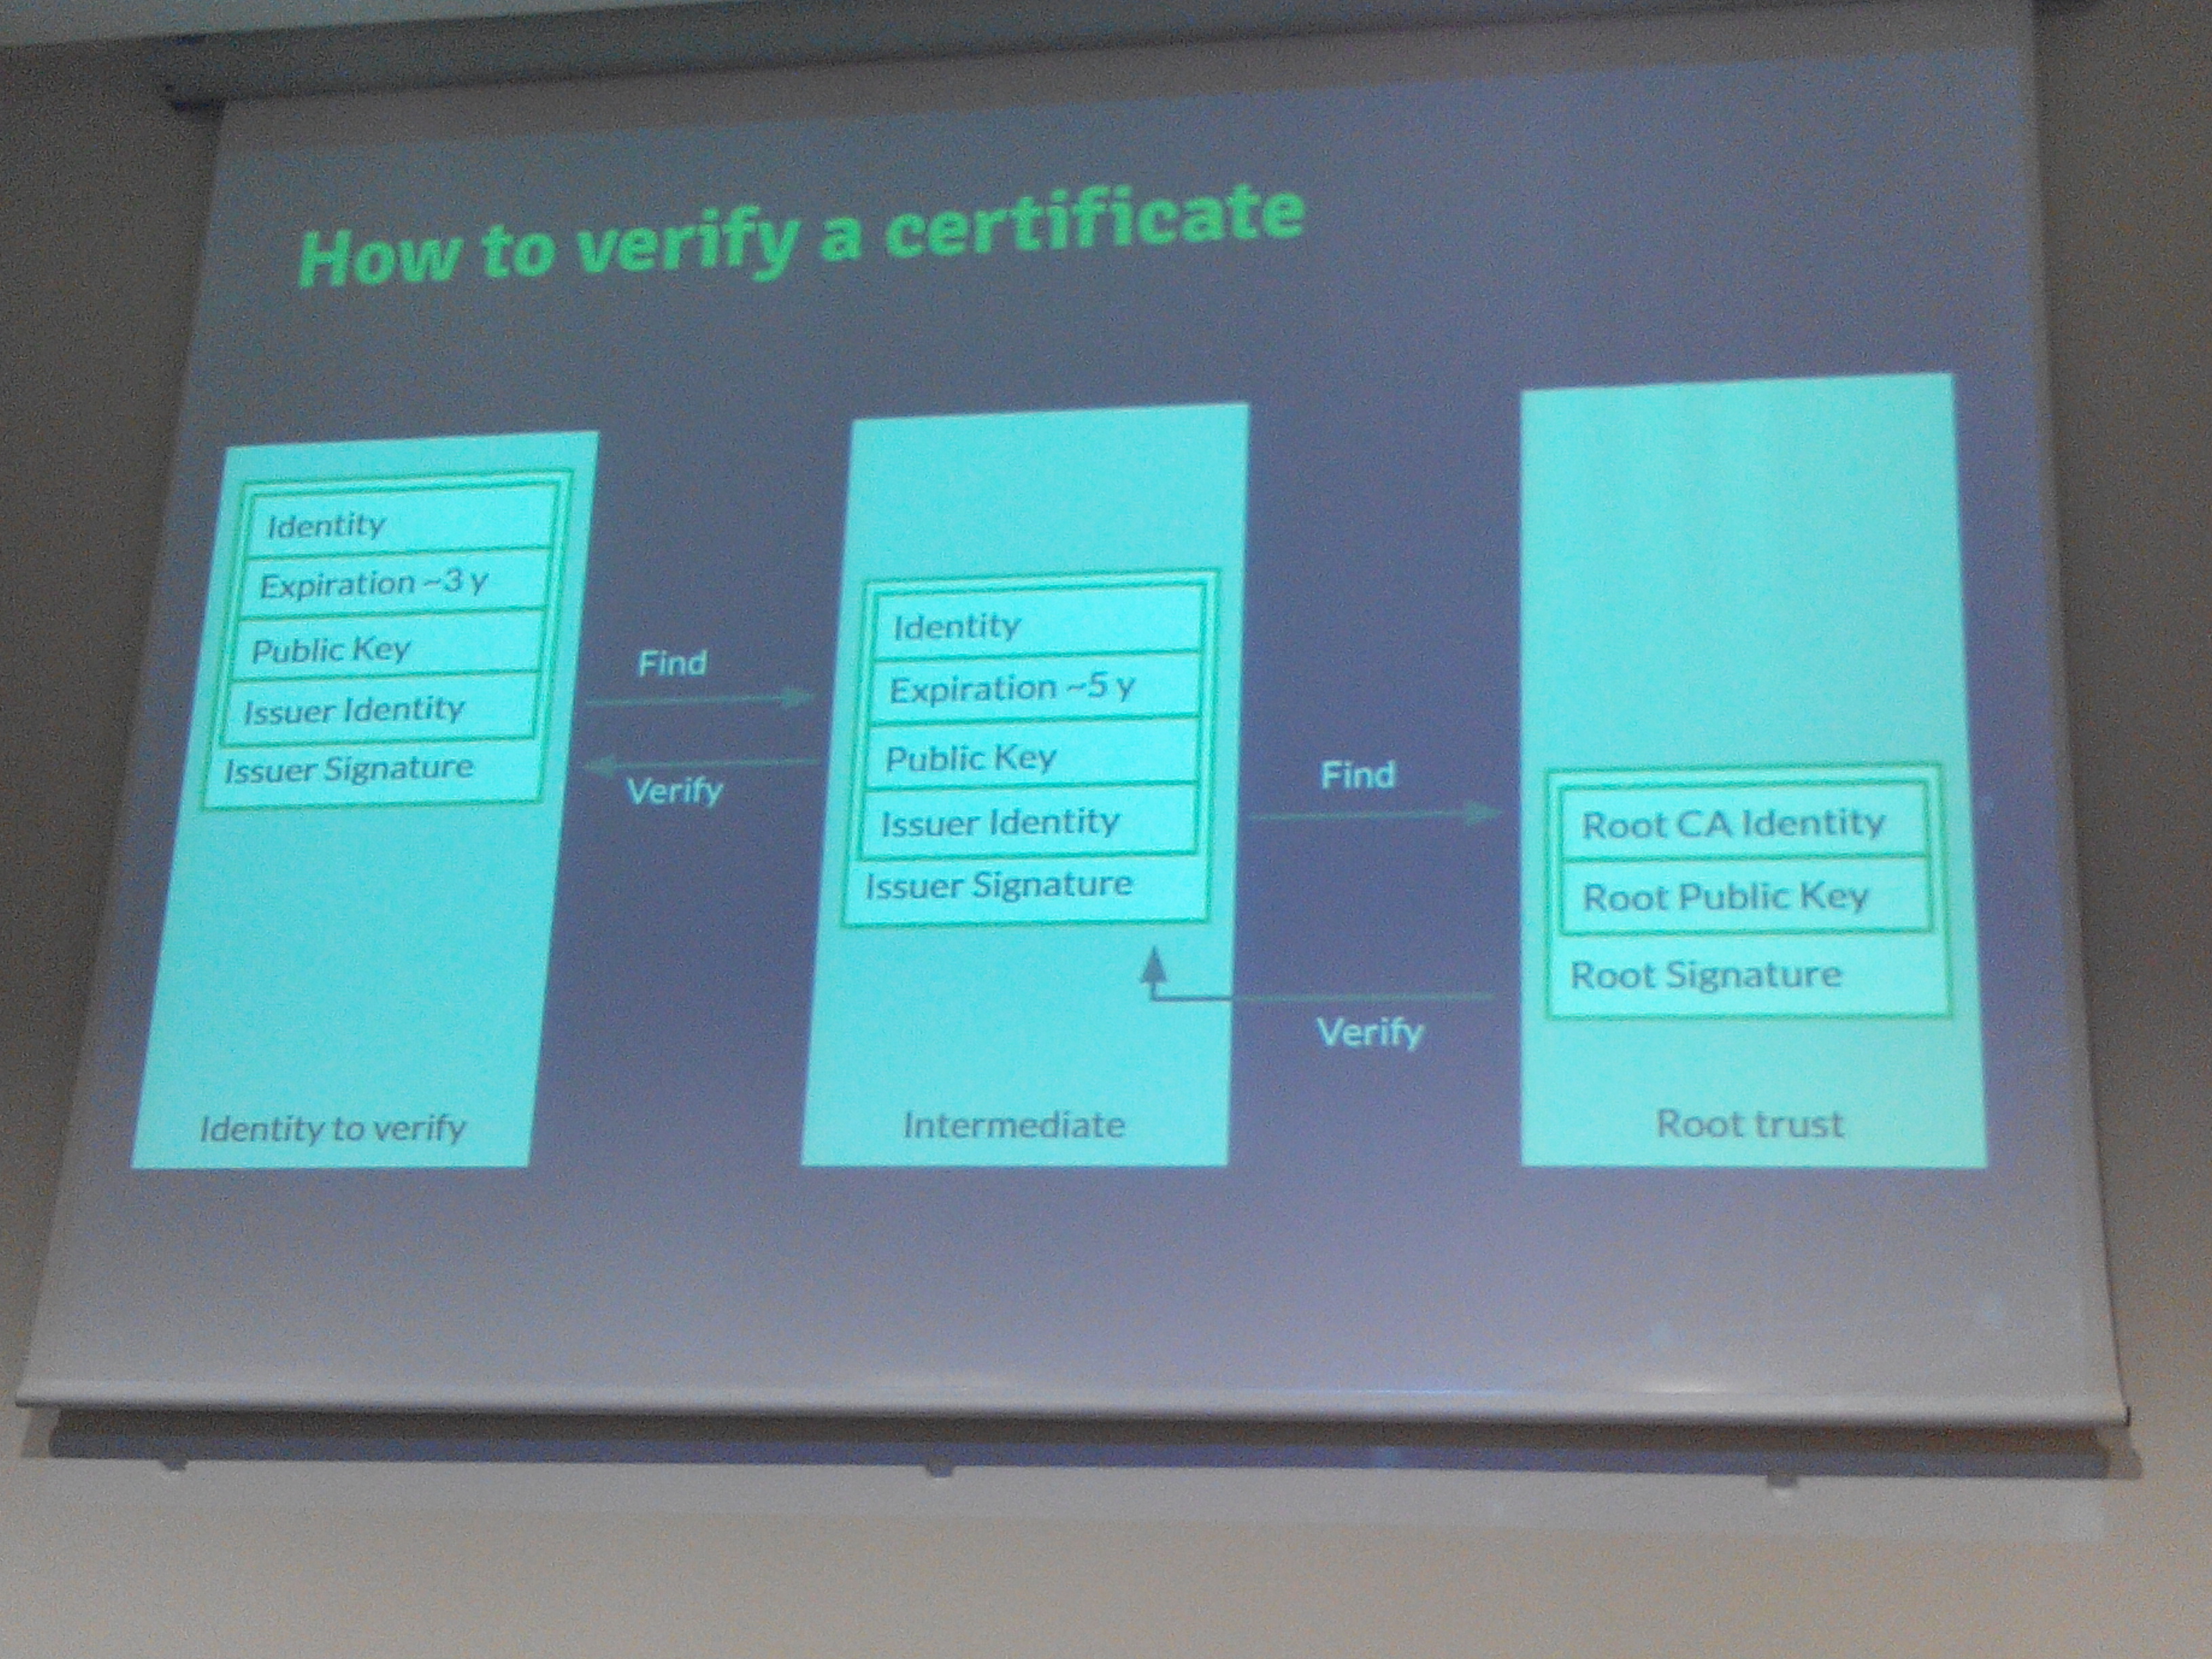 How to verify a certificate
Identity
Expiration ~3 y
Public Key
Issuer Identity
Issuer Signature
Identity to verify
Find
Verify
Identity
Expiration ~5 y
Public Key
Issuer Identity
Issuer Signature
Intermediate
Find
Verify
Root CA Identity
Root Public Key
Root Signature
Root trust